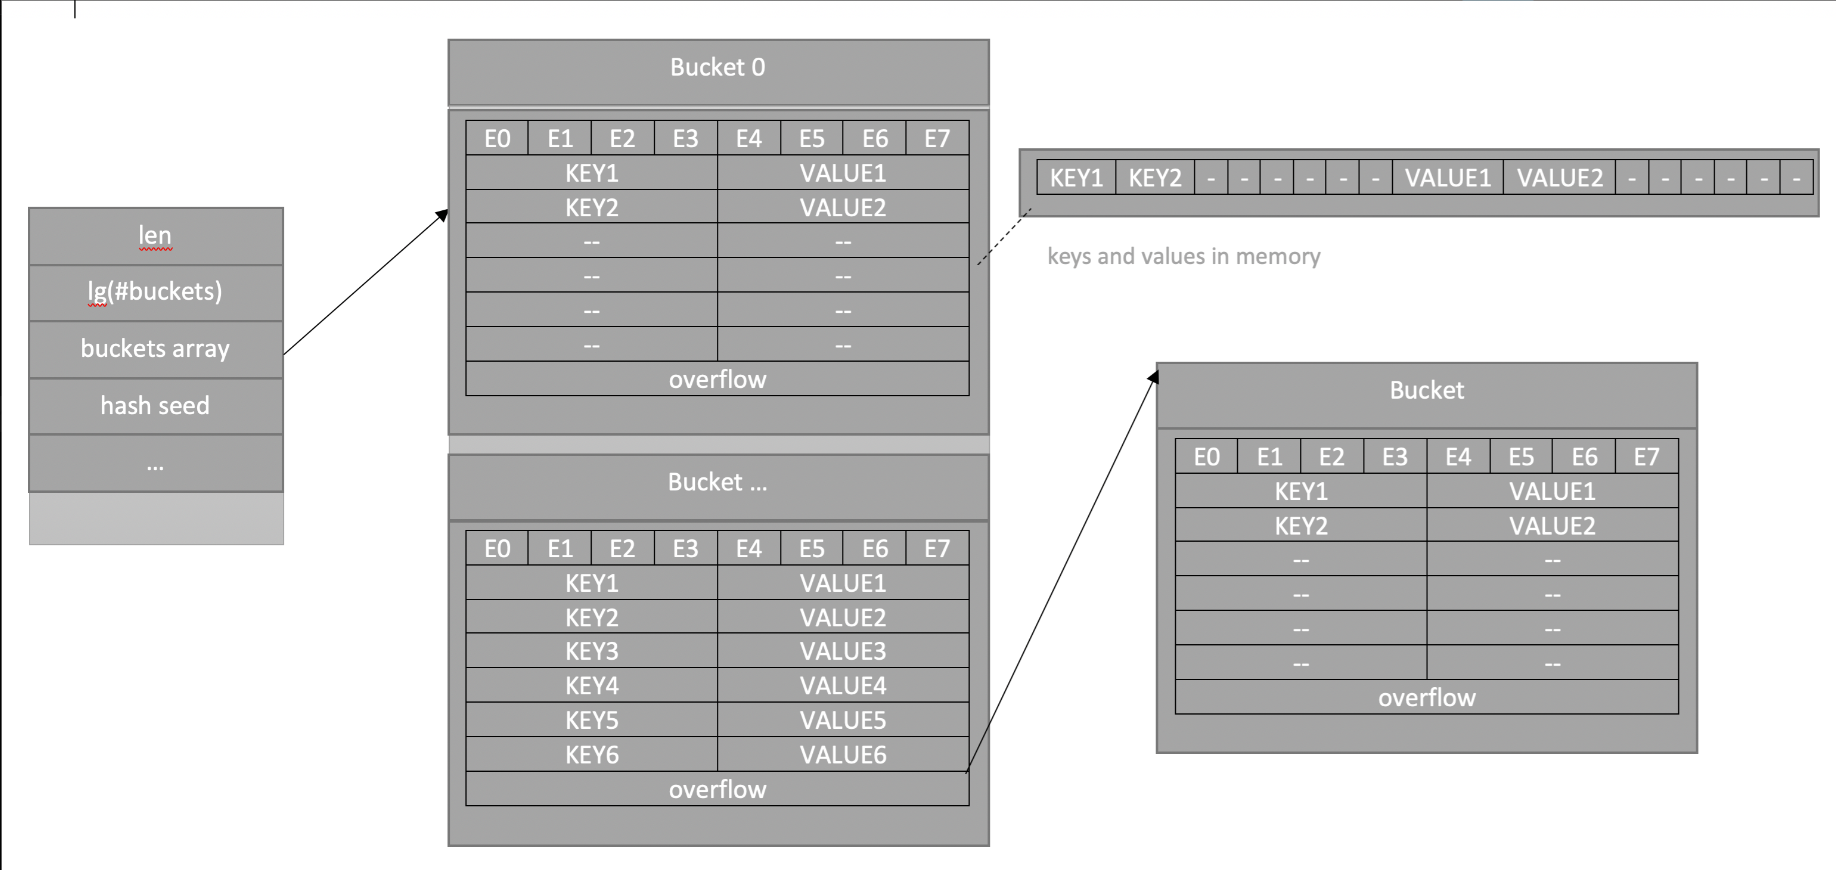 len
lg(#buckets)
buckets array
hash seed
...
Bucket 0
E0 E1 E2 E3 E4 E5 E6 E7
KEY1 VALUE1
KEY2 VALUE2
-- --
-- --
-- --
-- --
overflow
Bucket ...
E0 E1 E2 E3 E4 E5 E6 E7
KEY1 VALUE1
KEY2 VALUE2
KEY3 VALUE3
KEY4 VALUE4
KEY5 VALUE5
KEY6 VALUE6
overflow
KEY1 KEY2 - - - - - - VALUE1 VALUE2 - - - - - -
keys and values in memory
Bucket
E0 E1 E2 E3 E4 E5 E6 E7
KEY1 VALUE1
KEY2 VALUE2
-- --
-- --
-- --
-- --
overflow